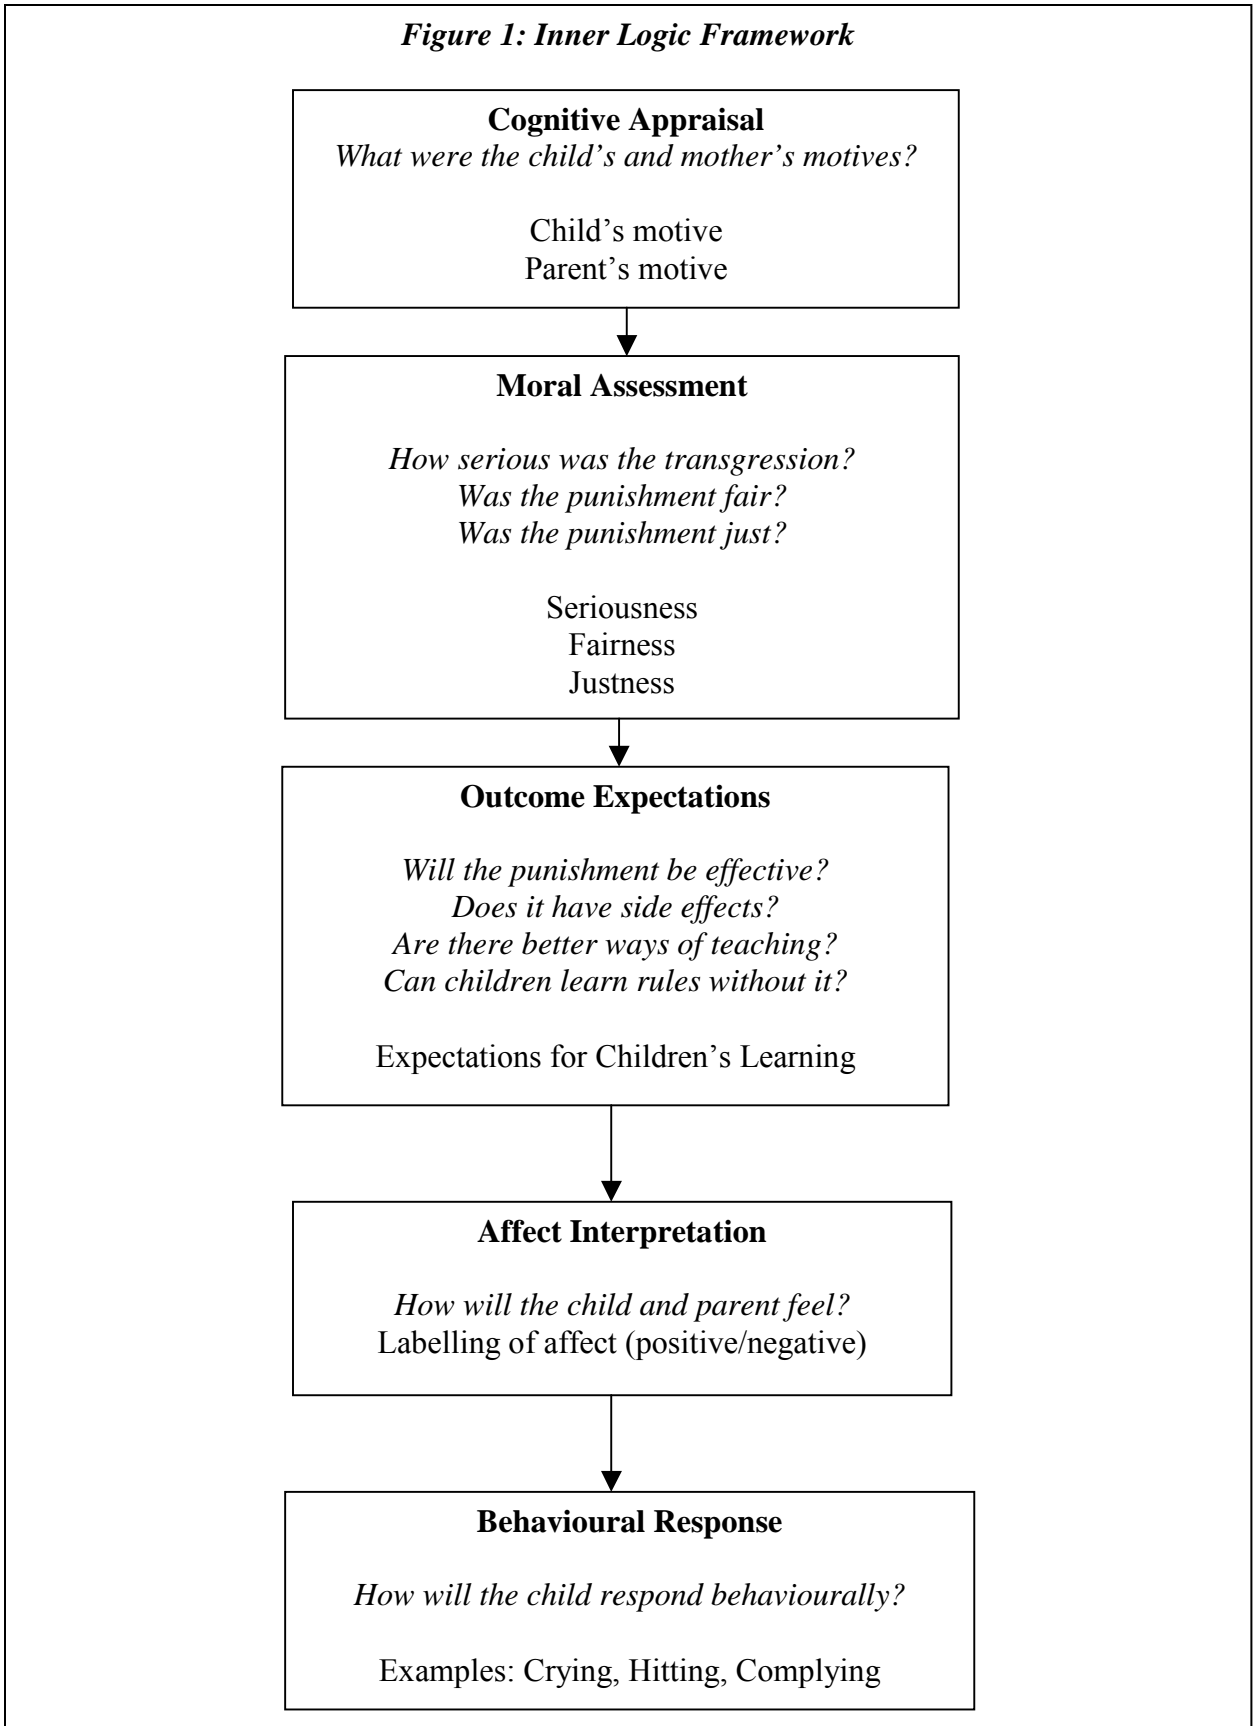 Figure 1: Inner Logic Framework
Cognitive Appraisal
What were the child’s and mother’s motives?
Child’s motive
Parent’s motive
Moral Assessment
How serious was the transgression?
Was the punishment fair?
Was the punishment just?
Seriousness
Fairness
Justness
Outcome Expectations
Will the punishment be effective?
Does it have side effects?
Are there better ways of teaching?
Can children learn rules without it?
Expectations for Children’s Learning
Affect Interpretation
How will the child and parent feel?
Labelling of affect (positive/negative)
Behavioural Response
How will the child respond behaviourally?
Examples: Crying, Hitting, Complying